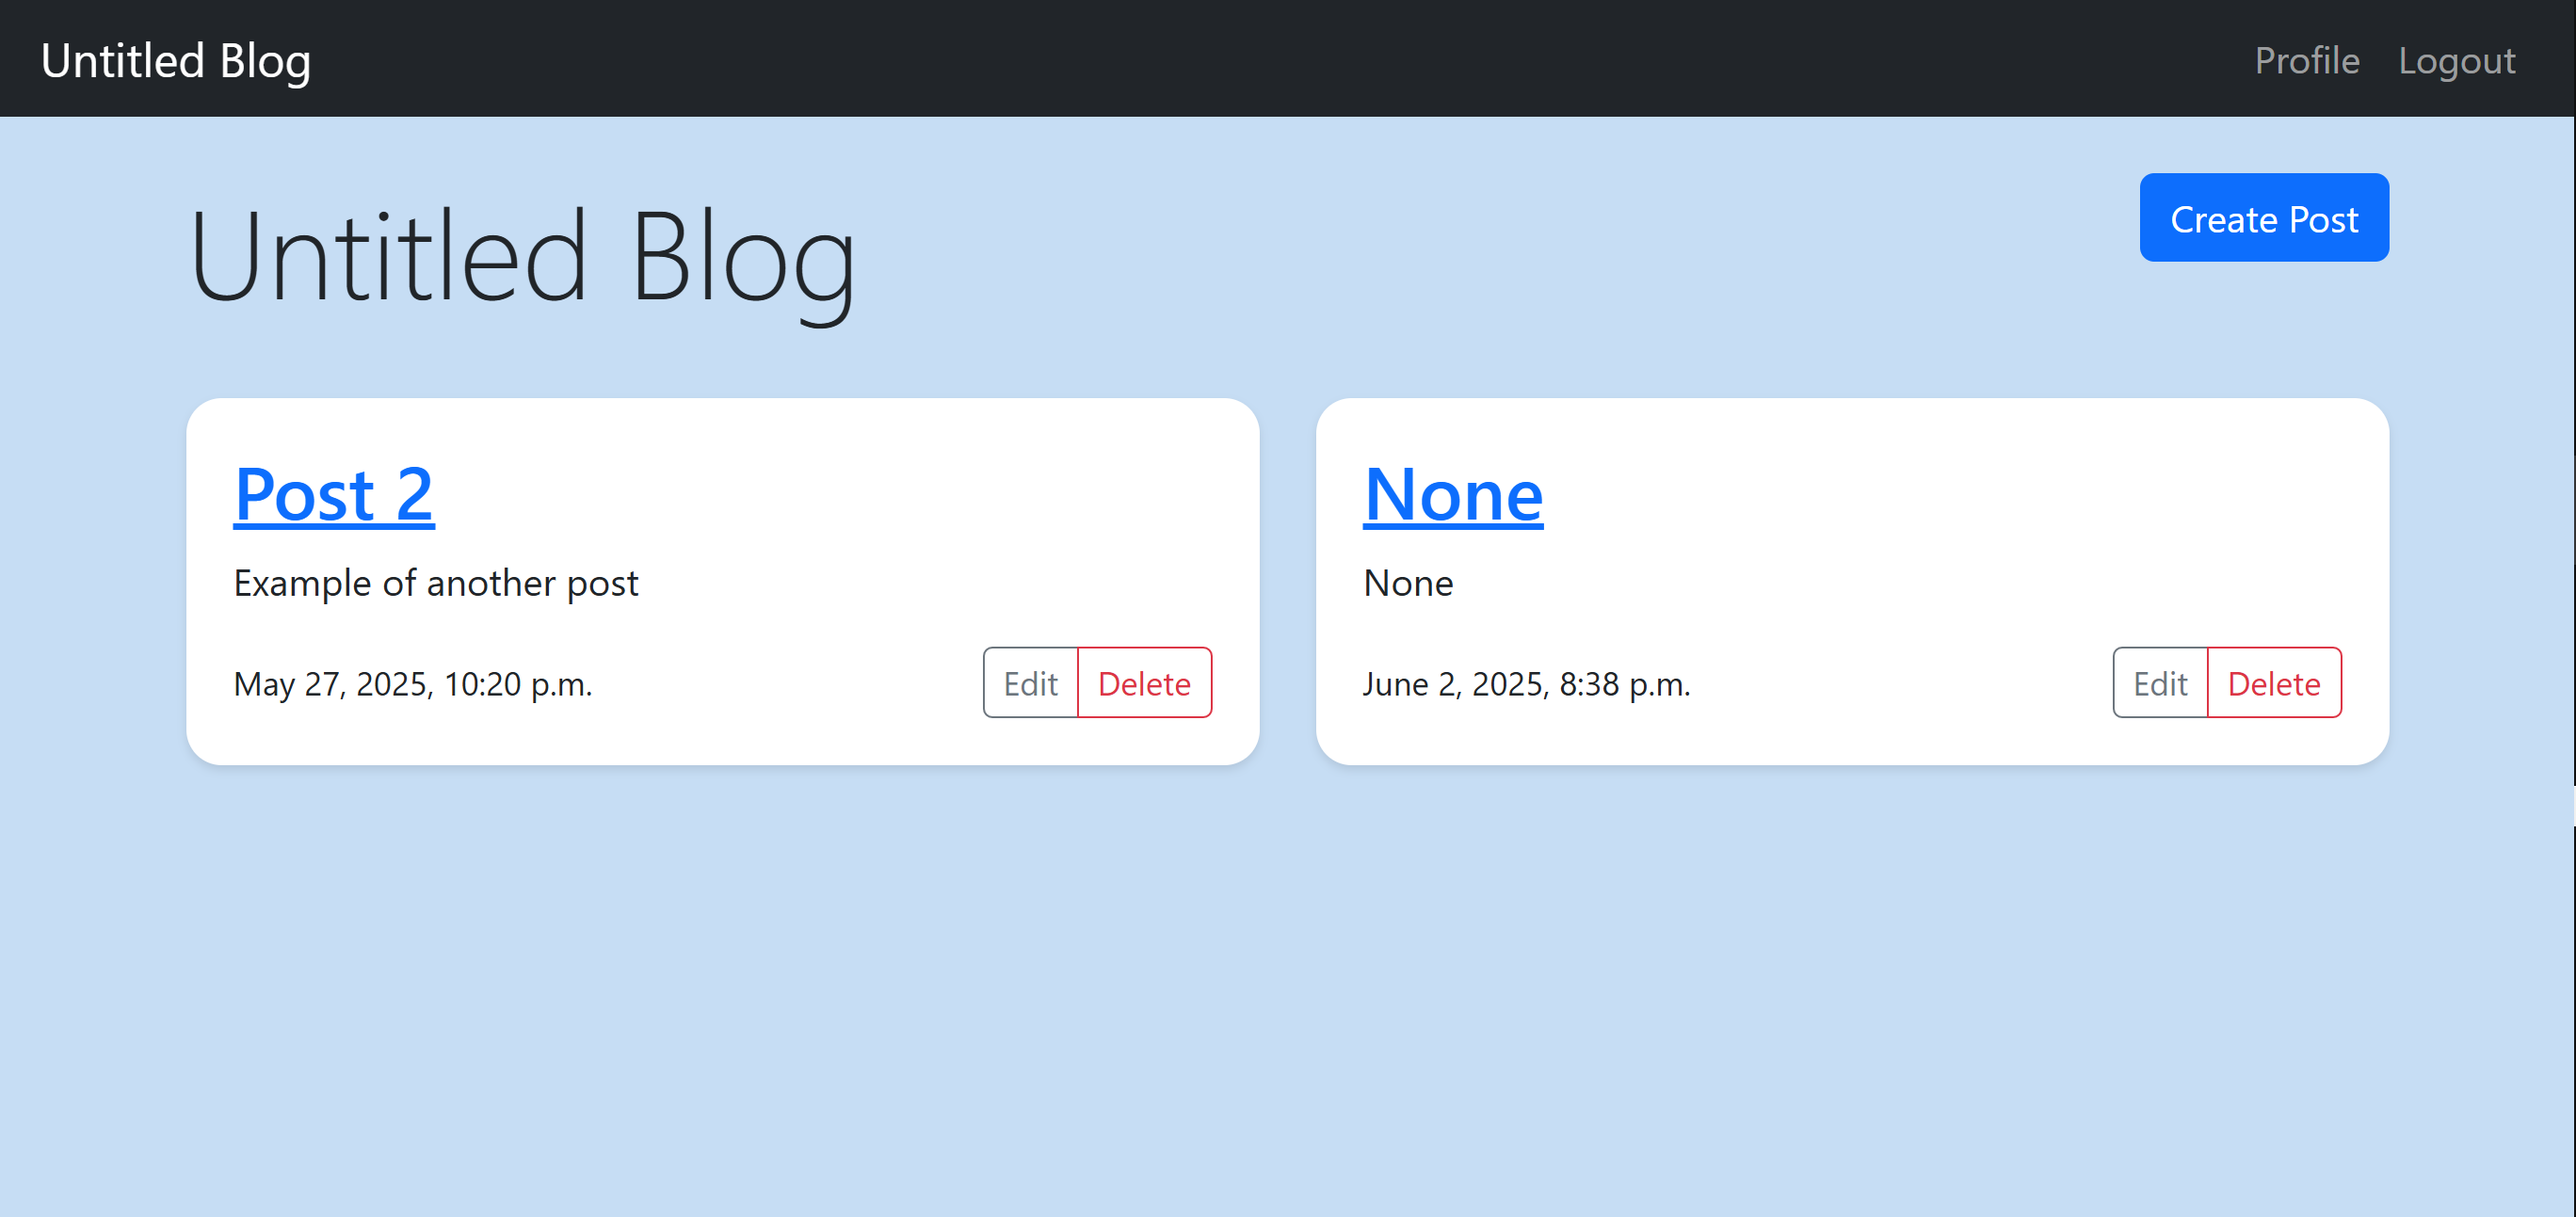 Untitled Blog
Profile Logout
Untitled Blog
Create Post
Post 2
Example of another post
May 27, 2025, 10:20 p.m.
Edit Delete
None
None
June 2, 2025, 8:38 p.m.
Edit Delete